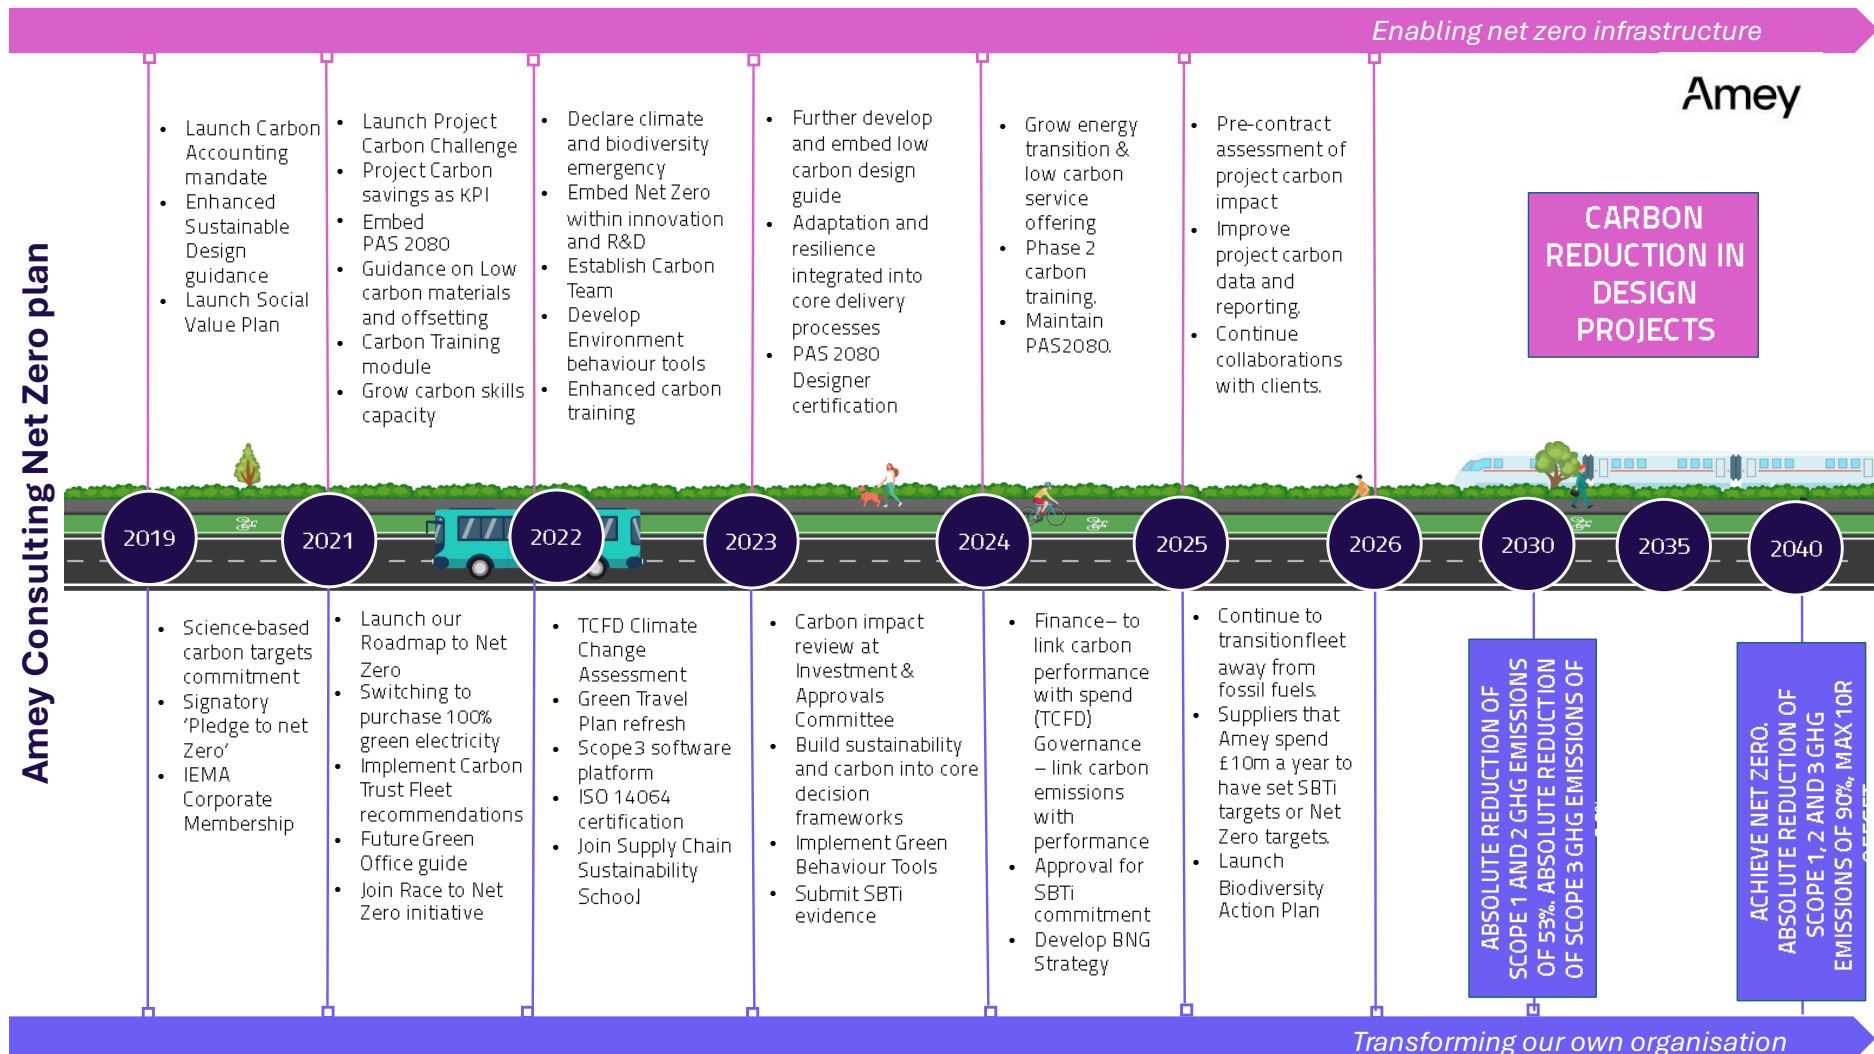 Enabling net zero infrastructure
Amey
Amey Consulting Net Zero plan
• Launch Carbon
Accounting
mandate
• Enhanced
Sustainable
Design
guidance
• Launch Social
Value Plan
• Launch Project
Carbon Challenge
• Project Carbon
savings as KPI
• Embed
PAS 2080
• Guidance on Low
carbon materials
and offsetting
• Carbon Training
module
• Grow carbon skills
capacity
• Declare climate
and biodiversity
emergency
• Embed Net Zero
within innovation
and R&D
• Establish Carbon
Team
• Develop
Environment
behaviour tools
• Enhanced carbon
training
• Further develop
and embed low
carbon design
guide
• Adaptation and
resilience
integrated into
core delivery
processes
• PAS 2080
Designer
certification
• Grow energy
transition &
low carbon
service
offering
• Phase 2
carbon
training.
• Maintain
PAS2080.
• Pre-contract
assessment of
project carbon
impact
• Improve
project carbon
data and
reporting.
• Continue
collaborations
with clients.
CARBON
REDUCTION IN
DESIGN
PROJECTS
2019
2021
2022
2023
2024
2025
2026
2030
2035
2040
• Science-based
carbon targets
commitment
• Signatory
‘Pledge to net
Zero’
• IEMA
Corporate
Membership
• Launch our
Roadmap to Net
Zero
• Switching to
purchase 100%
green electricity
• Implement Carbon
Trust Fleet
recommendations
• Future Green
Office guide
• Join Race to Net
Zero initiative
• TCFD Climate
Change
Assessment
• Green Travel
Plan refresh
• Scope 3 software
platform
• ISO 14064
certification
• Join Supply Chain
Sustainability
School
• Carbon impact
review at
Investment &
Approvals
Committee
• Build sustainability
and carbon into core
decision
frameworks
• Implement Green
Behaviour Tools
• Submit SBTi
evidence
• Finance – to
link carbon
performance
with spend
(TCFD)
Governance
– link carbon
emissions
with
performance
• Approval for
SBTi
commitment
• Develop BNG
Strategy
• Continue to
transition fleet
away from
fossil fuels.
• Suppliers that
Amey spend
£10m a year to
have set SBTi
targets or Net
Zero targets.
• Launch
Biodiversity
Action Plan
ABSOLUTE REDUCTION OF
SCOPE 1 AND 2 GHG EMISSIONS
OF 53%. ABSOLUTE REDUCTION
OF SCOPE 3 GHG EMISSIONS OF
ACHIEVE NET ZERO.
ABSOLUTE REDUCTION OF
SCOPE 1, 2 AND 3 GHG
EMISSIONS OF 90%, MAX 10R
Transforming our own organisation